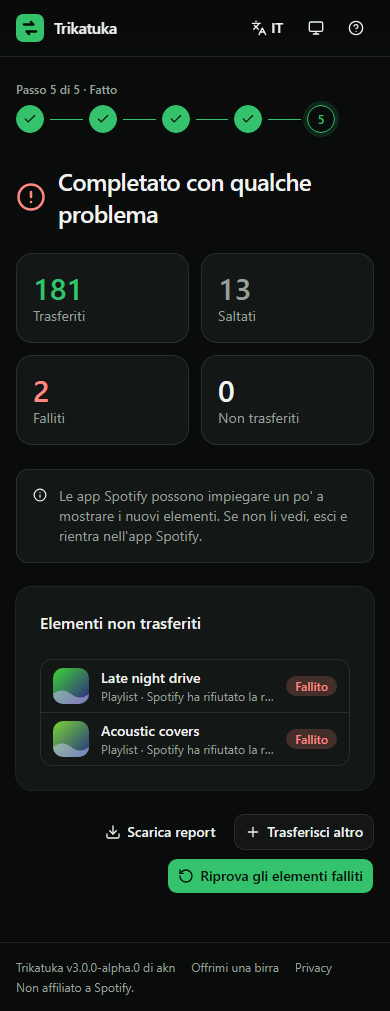 Trikatuka
IT
Passo 5 di 5 · Fatto
5
Completato con qualche
problema
181
Trasferiti
13
Saltati
2
Falliti
0
Non trasferiti
Le app Spotify possono impiegare un po' a
mostrare i nuovi elementi. Se non li vedi, esci e
rientra nell'app Spotify.
Elementi non trasferiti
Late night drive
Playlist · Spotify ha rifiutato la r...
Fallito
Acoustic covers
Playlist · Spotify ha rifiutato la r...
Fallito
Scarica report
Trasferisci altro
Riprova gli elementi falliti
Trikatuka v3.0.0-alpha.0 di akn
Offrimi una birra
Privacy
Non affiliato a Spotify.